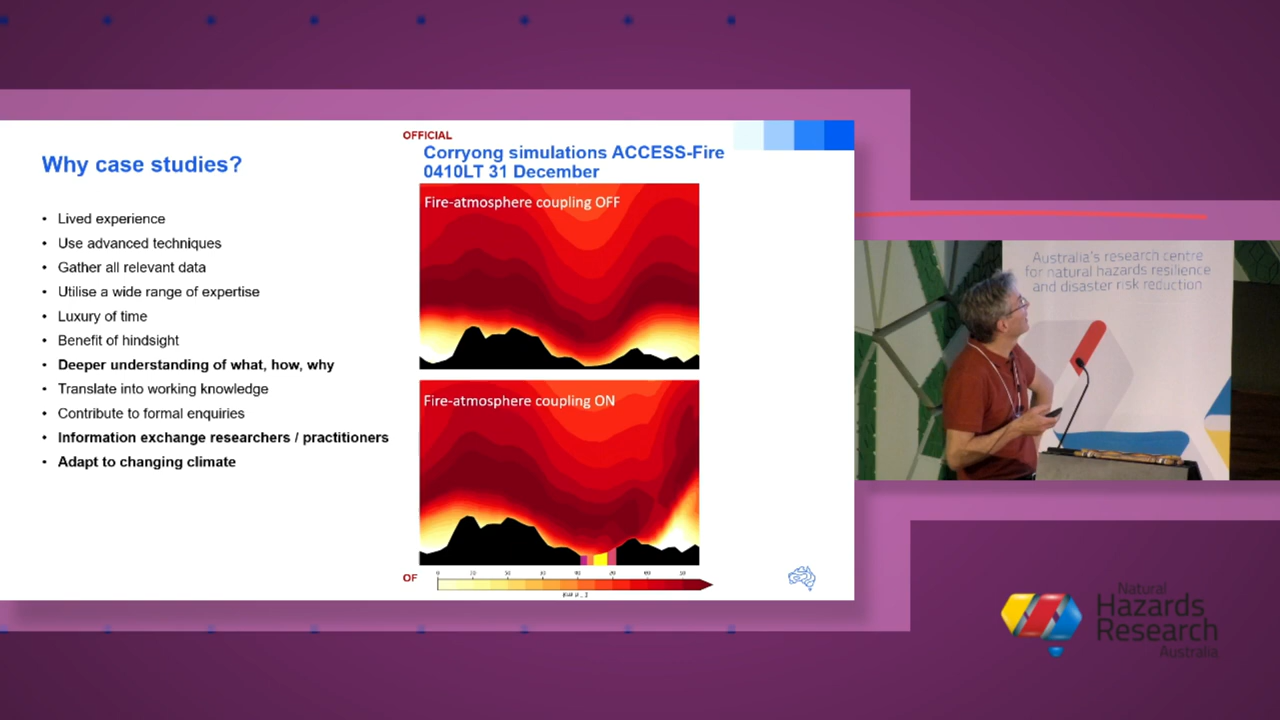 OFFICIAL
Why case studies?
• Lived experience
• Use advanced techniques
• Gather all relevant data
• Utilise a wide range of expertise
• Luxury of time
• Benefit of hindsight
• Deeper understanding of what, how, why
• Translate into working knowledge
• Contribute to formal enquiries
• Information exchange researchers / practitioners
• Adapt to changing climate
Corryong simulations ACCESS-Fire
0410LT 31 December
Fire-atmosphere coupling OFF
Fire-atmosphere coupling ON
OF
Australia's research centre
for natural hazards resilience
and disaster risk reduction
Natural
Hazards
Research
Australia